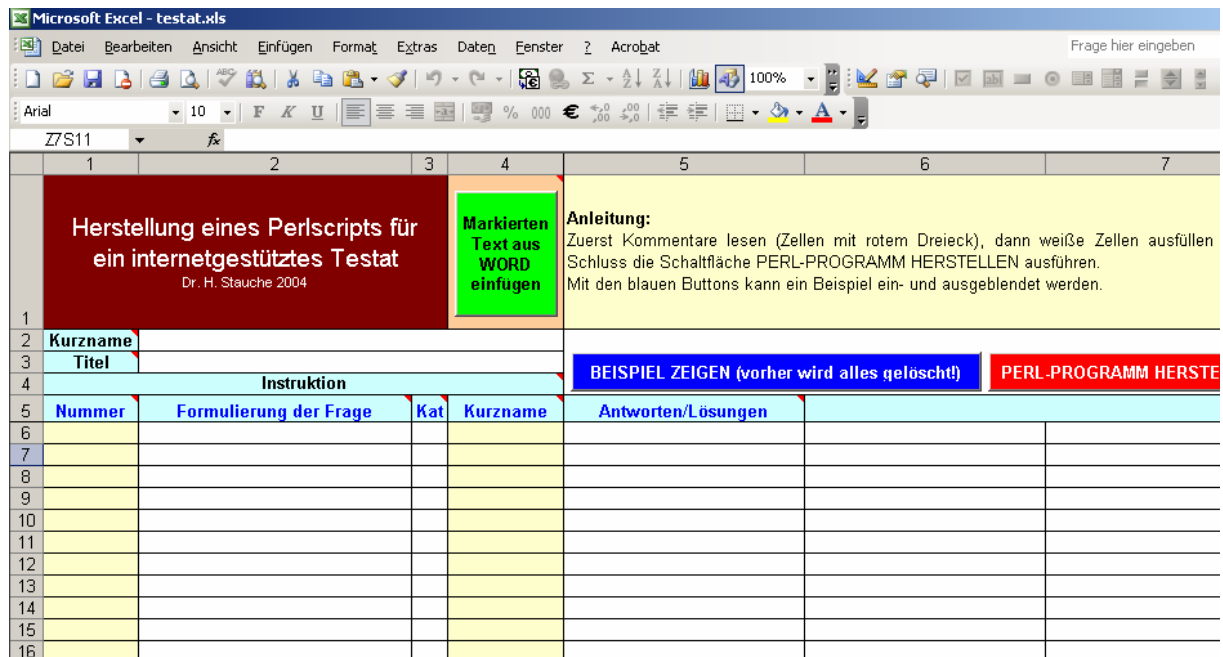 Microsoft Excel - testat.xls
Datei Bearbeiten Ansicht Einfügen Format Extras Daten Fenster ? Acrobat Frage hier eingeben
100%
Arial 10 F K U % 000 €
Z7S11 fx
1 2 3 4 5 6 7
Herstellung eines Perlscripts für
ein internetgestütztes Testat
Dr. H. Stauche 2004
Markierten
Text aus
WORD
einfügen
Anleitung:
Zuerst Kommentare lesen (Zellen mit rotem Dreieck), dann weiße Zellen ausfüllen
Schluss die Schaltfläche PERL-PROGRAMM HERSTELLEN ausführen.
Mit den blauen Buttons kann ein Beispiel ein- und ausgeblendet werden.
1
2 Kurzname
3 Titel
BEISPIEL ZEIGEN (vorher wird alles gelöscht!) PERL-PROGRAMM HERSTE
4 Instruktion
5 Nummer Formulierung der Frage Kat Kurzname Antworten/Lösungen
6
7
8
9
10
11
12
13
14
15
16